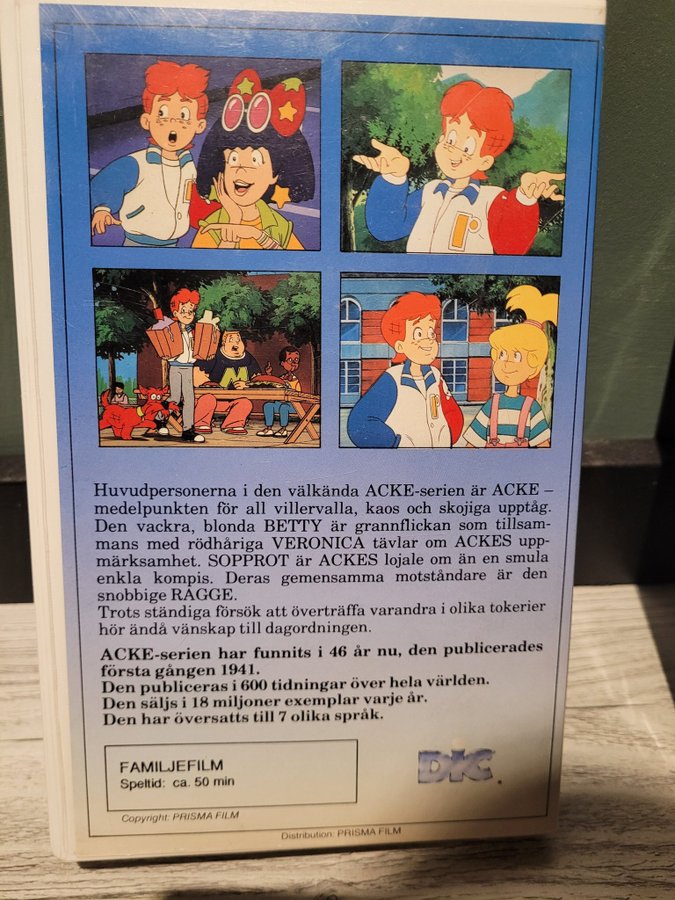 Huvudpersonerna i den välkända ACKE-serien är ACKE –
medelpunkten för all villervalla, kaos och skojiga upptåg.
Den vackra, blonda BETTY är grannflickan som tillsam-
mans med rödhåriga VERONICA tävlar om ACKES upp-
märksamhet. SOPPROT är ACKES lojale om än en smula
enkla kompis. Deras gemensamma motståndare är den
snobbige RAGGE.
Trots ständiga försök att överträffa varandra i olika tokerier
hör ändå vänskap till dagordningen.
ACKE-serien har funnits i 46 år nu, den publicerades
första gången 1941.
Den publiceras i 600 tidningar över hela världen.
Den säljs i 18 miljoner exemplar varje år.
Den har översatts till 7 olika språk.
FAMILJEFILM
Speltid: ca. 50 min
DIC
Copyright: PRISMA FILM
Distribution: PRISMA FILM